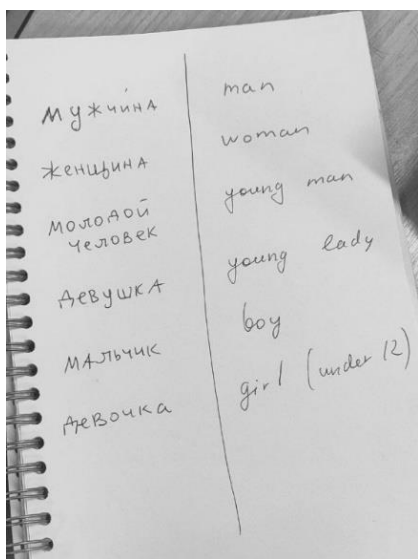 мужчина
женщина
молодой
человек
девушка
мальчик
девочка
man
woman
young man
young lady
boy
girl (under 12)